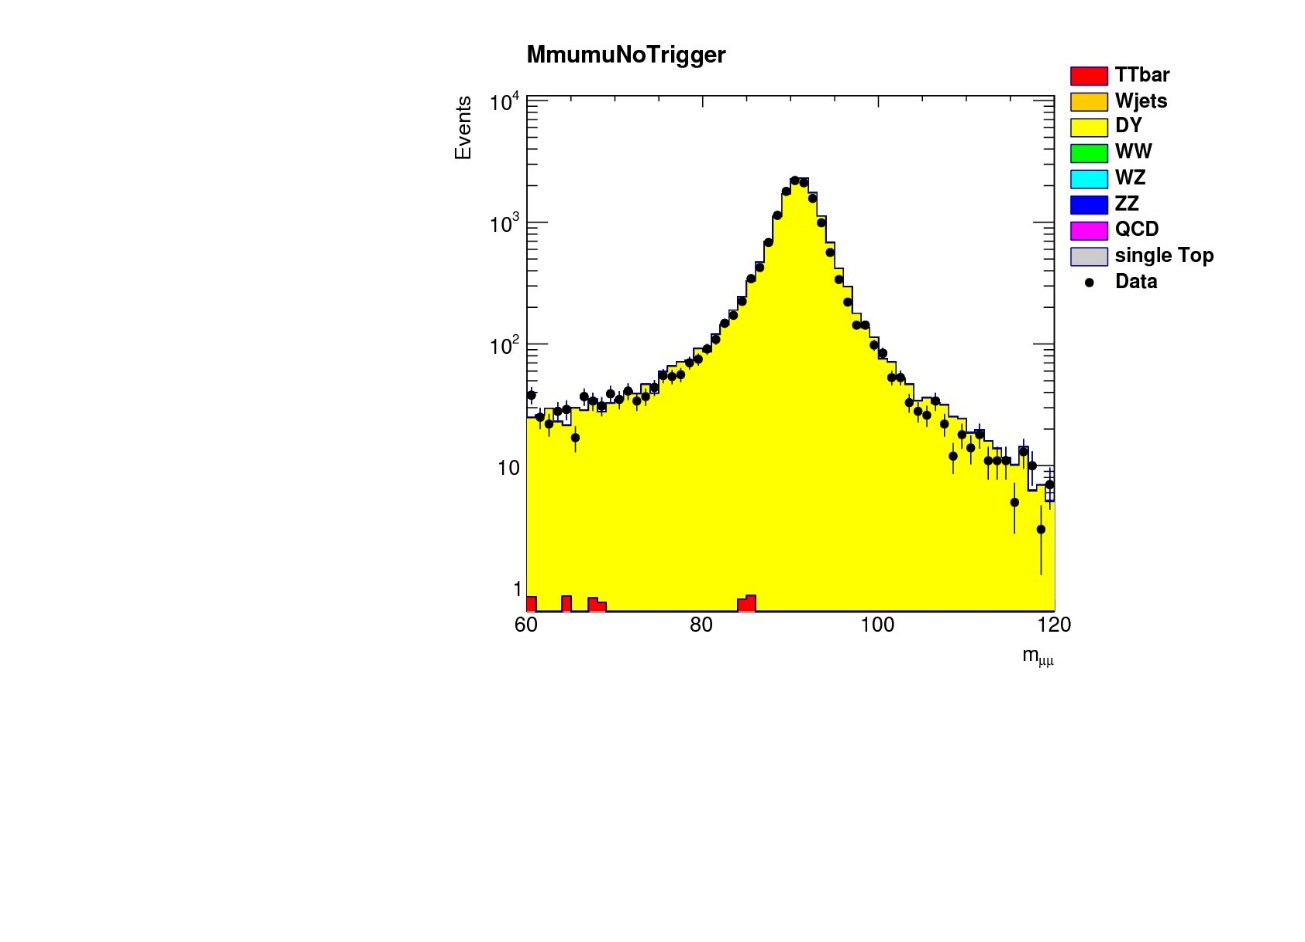 MmumuNoTrigger
Events
10⁴
10³
10²
10
1
60 80 100 120
mμμ
TTbar
Wjets
DY
WW
WZ
ZZ
QCD
single Top
Data